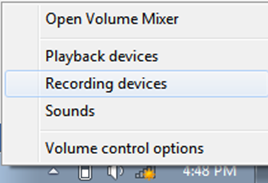 Open Volume Mixer
Playback devices
Recording devices
Sounds
Volume control options
4:48 PM